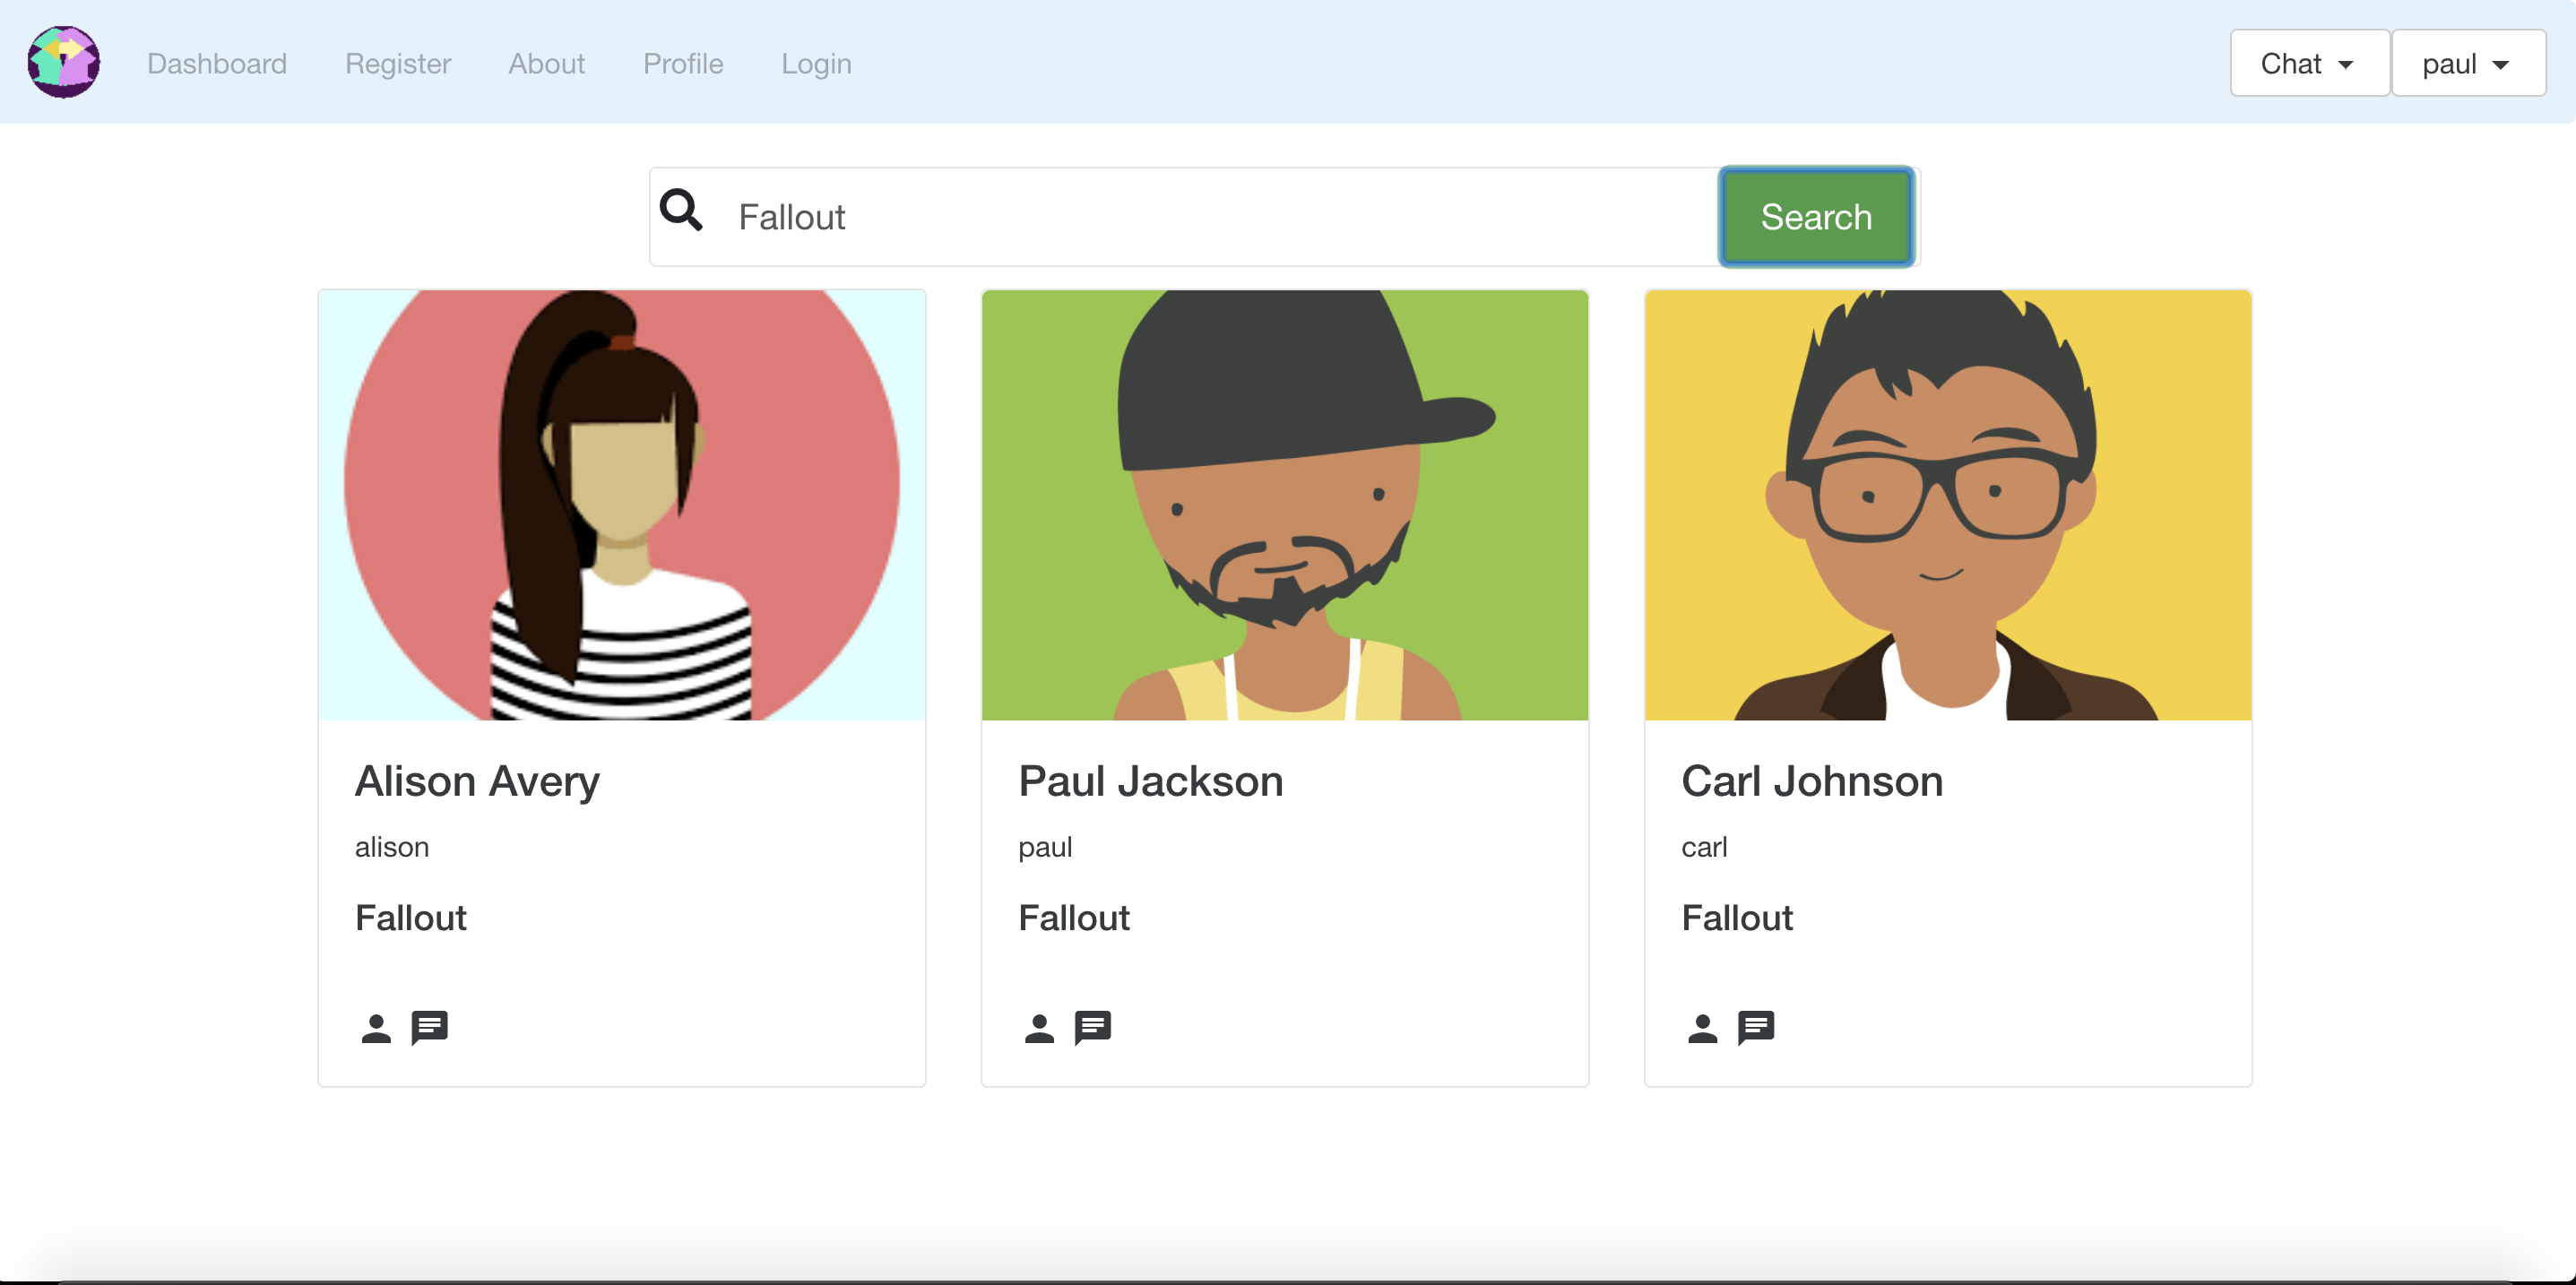 Dashboard Register About Profile Login Chat paul
Fallout Search
Alison Avery
alison
Fallout
Paul Jackson
paul
Fallout
Carl Johnson
carl
Fallout